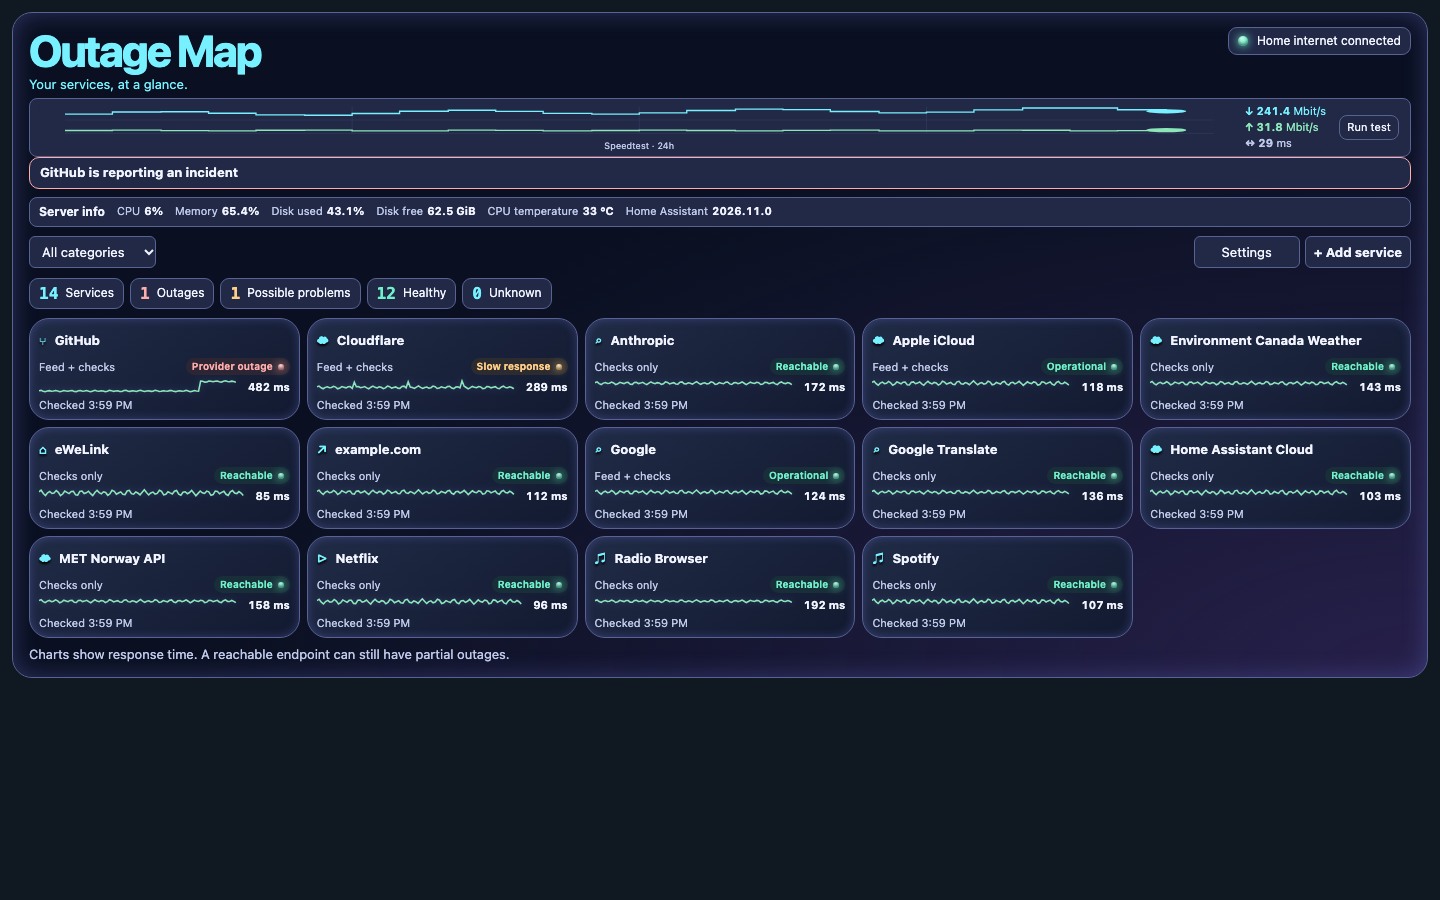 Outage Map
Home internet connected
Your services, at a glance.
↓ 241.4 Mbit/s
↑ 31.8 Mbit/s
↔ 29 ms
Run test
Speedtest · 24h
GitHub is reporting an incident
Server info CPU 6% Memory 65.4% Disk used 43.1% Disk free 62.5 GiB CPU temperature 33 °C Home Assistant 2026.11.0
All categories
Settings
+ Add service
14 Services 1 Outages 1 Possible problems 12 Healthy 0 Unknown
GitHub
Feed + checks Provider outage
482 ms
Checked 3:59 PM
Cloudflare
Feed + checks Slow response
289 ms
Checked 3:59 PM
Anthropic
Checks only Reachable
172 ms
Checked 3:59 PM
Apple iCloud
Feed + checks Operational
118 ms
Checked 3:59 PM
Environment Canada Weather
Checks only Reachable
143 ms
Checked 3:59 PM
eWeLink
Checks only Reachable
85 ms
Checked 3:59 PM
example.com
Checks only Reachable
112 ms
Checked 3:59 PM
Google
Feed + checks Operational
124 ms
Checked 3:59 PM
Google Translate
Checks only Reachable
136 ms
Checked 3:59 PM
Home Assistant Cloud
Checks only Reachable
103 ms
Checked 3:59 PM
MET Norway API
Checks only Reachable
158 ms
Checked 3:59 PM
Netflix
Checks only Reachable
96 ms
Checked 3:59 PM
Radio Browser
Checks only Reachable
192 ms
Checked 3:59 PM
Spotify
Checks only Reachable
107 ms
Checked 3:59 PM
Charts show response time. A reachable endpoint can still have partial outages.